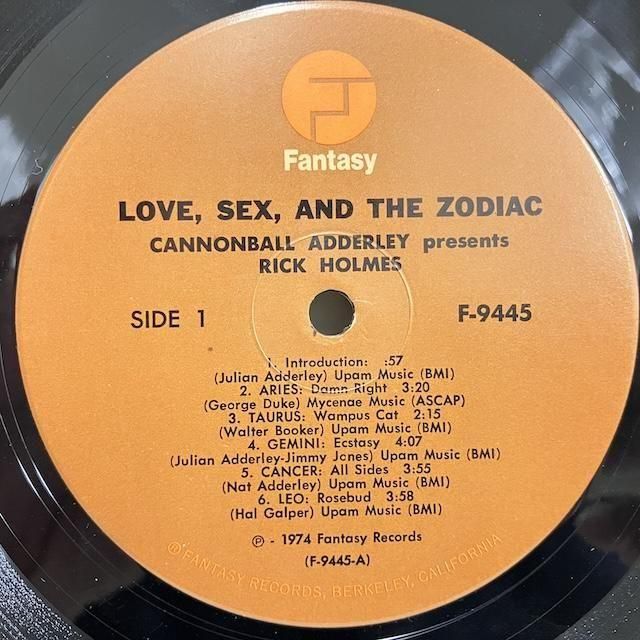 Fantasy
LOVE, SEX, AND THE ZODIAC
CANNONBALL ADDERLEY presents
RICK HOLMES
SIDE 1
F-9445
1. Introduction: :57
(Julian Adderley) Upam Music (BMI)
2. ARIES: Damn Right 3:20
(George Duke) Mycenae Music (ASCAP)
3. TAURUS: Wampus Cat 2:15
(Walter Booker) Upam Music (BMI)
4. GEMINI: Ecstasy 4:07
(Julian Adderley-Jimmy Jones) Upam Music (BMI)
5. CANCER: All Sides 3:55
(Nat Adderley) Upam Music (BMI)
6. LEO: Rosebud 3:58
(Hal Galper) Upam Music (BMI)
℗ - 1974 Fantasy Records
(F-9445-A)
®FANTASY RECORDS, BERKELEY, CALIFORNIA